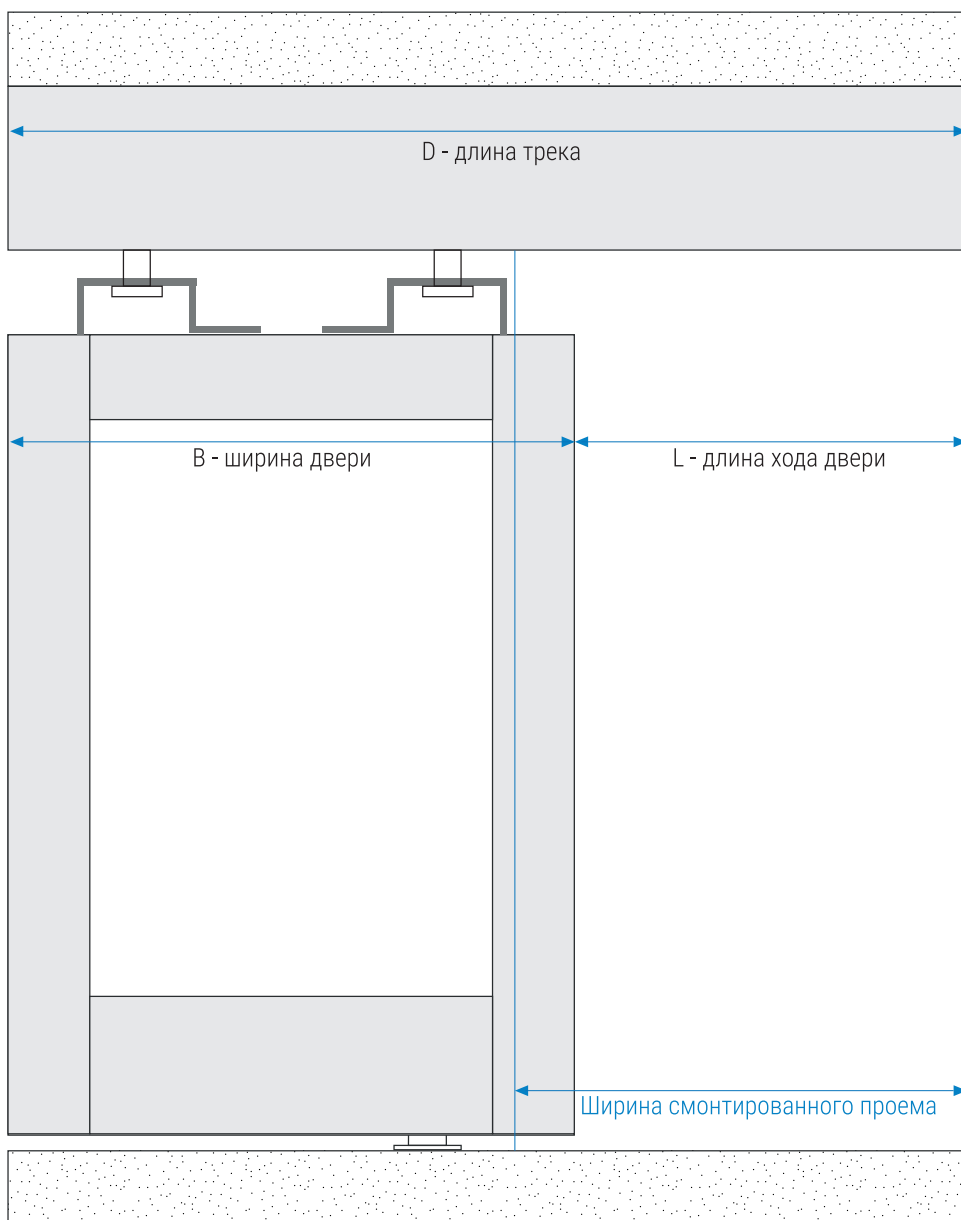 D - длина трека
B - ширина двери
L - длина хода двери
Ширина смонтированного проема